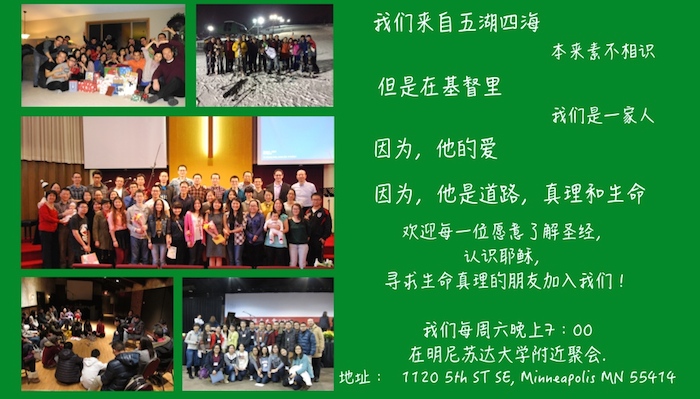 我们来自五湖四海
本来素不相识
但是在基督里
我们是一家人
因为，他的爱
因为，他是道路，真理和生命
欢迎每一位愿意了解圣经，
认识耶稣，
寻求生命真理的朋友加入我们！
我们每周六晚上7：00
在明尼苏达大学附近聚会.
地址： 1120 5th ST SE, Minneapolis MN 55414